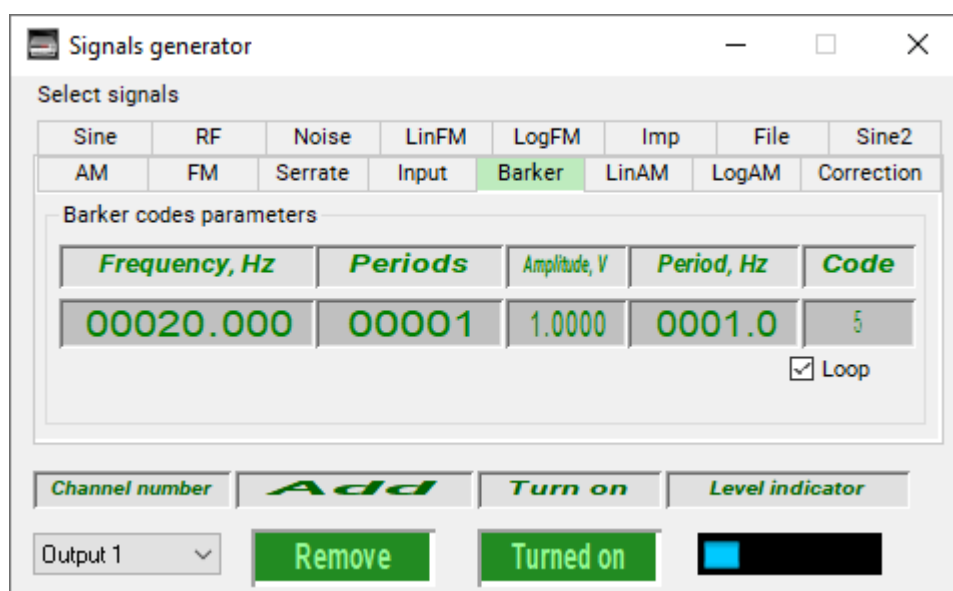 Signals generator
Select signals
Sine RF Noise LinFM LogFM Imp File Sine2
AM FM Serrate Input Barker LinAM LogAM Correction
Barker codes parameters
Frequency, Hz Periods Amplitude, V Period, Hz Code
00020.000 00001 1.0000 0001.0 5
Loop
Channel number Add Turn on Level indicator
Output 1 Remove Turned on